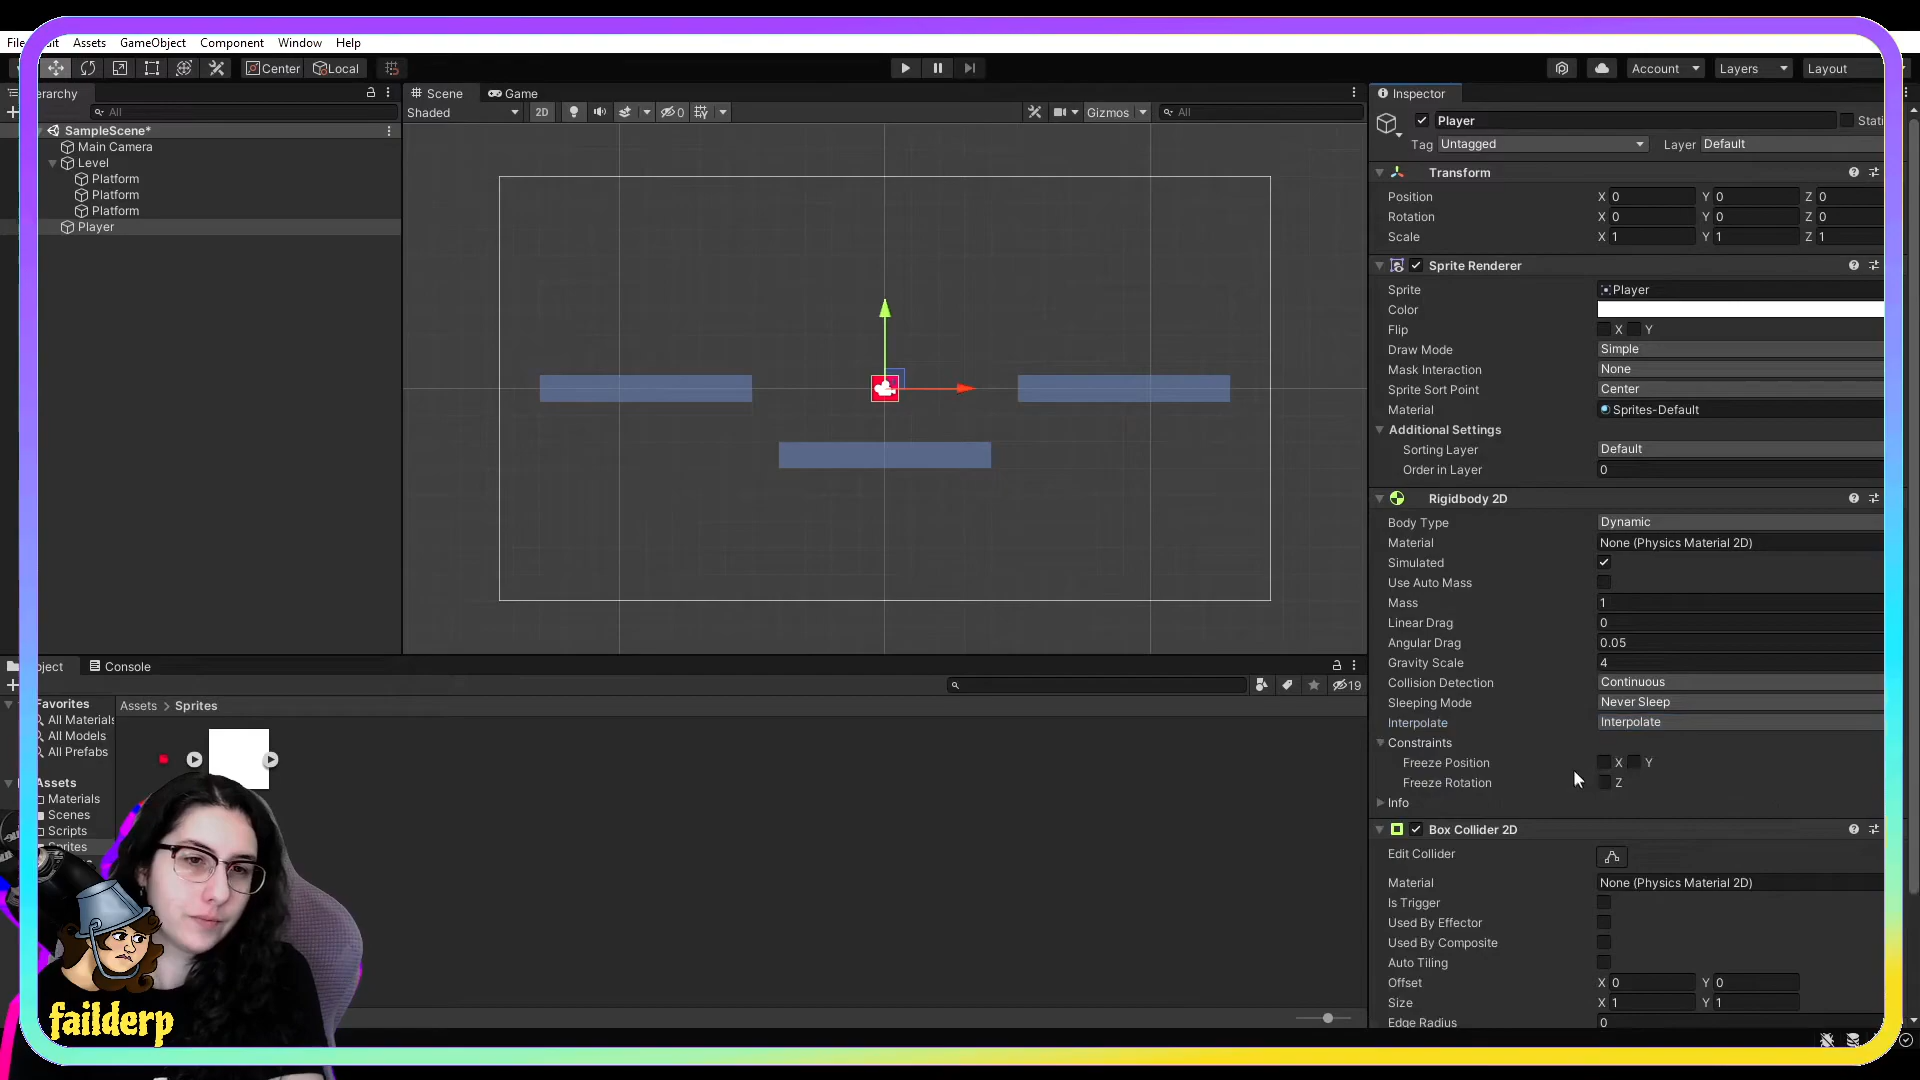 File
Edit
Assets
GameObject
Component
Window
Help
Center
Local
Account
Layers
Layout
erarchy
All
SampleScene*
Main Camera
Level
Platform
Platform
Platform
Player
Scene
Game
Shaded
2D
0
Gizmos
All
Inspector
Player
Stati
Tag Untagged
Layer Default
Transform
Position X 0 Y 0 Z 0
Rotation X 0 Y 0 Z 0
Scale X 1 Y 1 Z 1
Sprite Renderer
Sprite Player
Color
Flip X Y
Draw Mode Simple
Mask Interaction None
Sprite Sort Point Center
Material Sprites-Default
Additional Settings
Sorting Layer Default
Order in Layer 0
Rigidbody 2D
Body Type Dynamic
Material None (Physics Material 2D)
Simulated
Use Auto Mass
Mass 1
Linear Drag 0
Angular Drag 0.05
Gravity Scale 4
Collision Detection Continuous
Sleeping Mode Never Sleep
Interpolate Interpolate
Constraints
Freeze Position X Y
Freeze Rotation Z
Info
Box Collider 2D
Edit Collider
Material None (Physics Material 2D)
Is Trigger
Used By Effector
Used By Composite
Auto Tiling
Offset X 0 Y 0
Size X 1 Y 1
Edge Radius 0
oject
Console
19
Favorites
All Materials
All Models
All Prefabs
Assets
Materials
Scenes
Scripts
Sprites
Assets > Sprites
failderp